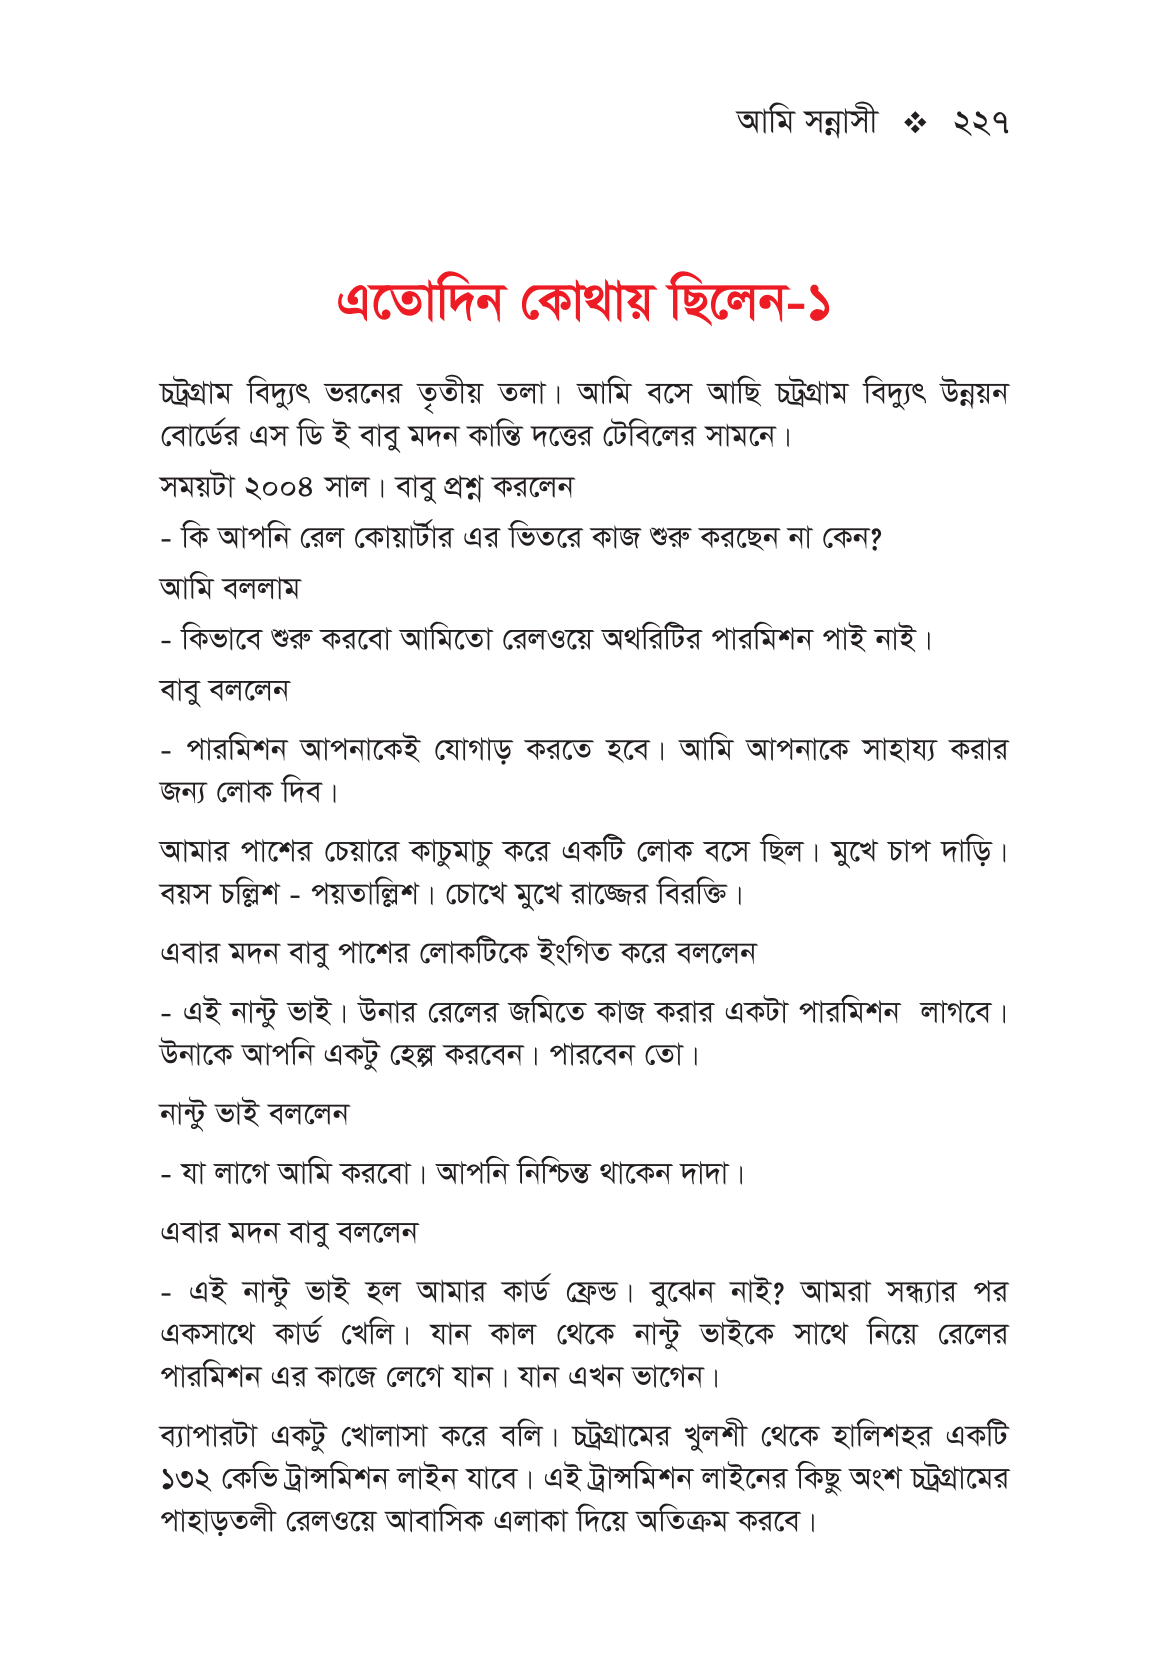 আমি সন্নাসী ❖ ২২৭
এতোদিন কোথায় ছিলেন-১
চট্রগ্রাম বিদ্যুৎ ভরনের তৃতীয় তলা। আমি বসে আছি চট্রগ্রাম বিদ্যুৎ উন্নয়ন
বোর্ডের এস ডি ই বাবু মদন কান্তি দত্তের টেবিলের সামনে।
সময়টা ২০০৪ সাল। বাবু প্রশ্ন করলেন
- কি আপনি রেল কোয়ার্টার এর ভিতরে কাজ শুরু করছেন না কেন?
আমি বললাম
- কিভাবে শুরু করবো আমিতো রেলওয়ে অথরিটির পারমিশন পাই নাই।
বাবু বললেন
- পারমিশন আপনাকেই যোগাড় করতে হবে। আমি আপনাকে সাহায্য করার
জন্য লোক দিব।
আমার পাশের চেয়ারে কাচুমাচু করে একটি লোক বসে ছিল। মুখে চাপ দাড়ি।
বয়স চল্লিশ - পয়তাল্লিশ। চোখে মুখে রাজ্জের বিরক্তি।
এবার মদন বাবু পাশের লোকটিকে ইংগিত করে বললেন
- এই নান্টু ভাই। উনার রেলের জমিতে কাজ করার একটা পারমিশন লাগবে।
উনাকে আপনি একটু হেল্প করবেন। পারবেন তো।
নান্টু ভাই বললেন
- যা লাগে আমি করবো। আপনি নিশ্চিন্ত থাকেন দাদা।
এবার মদন বাবু বললেন
- এই নান্টু ভাই হল আমার কার্ড ফ্রেন্ড। বুঝেন নাই? আমরা সন্ধ্যার পর
একসাথে কার্ড খেলি। যান কাল থেকে নান্টু ভাইকে সাথে নিয়ে রেলের
পারমিশন এর কাজে লেগে যান। যান এখন ভাগেন।
ব্যাপারটা একটু খোলাসা করে বলি। চট্রগ্রামের খুলশী থেকে হালিশহর একটি
১৩২ কেভি ট্রান্সমিশন লাইন যাবে। এই ট্রান্সমিশন লাইনের কিছু অংশ চট্রগ্রামের
পাহাড়তলী রেলওয়ে আবাসিক এলাকা দিয়ে অতিক্রম করবে।